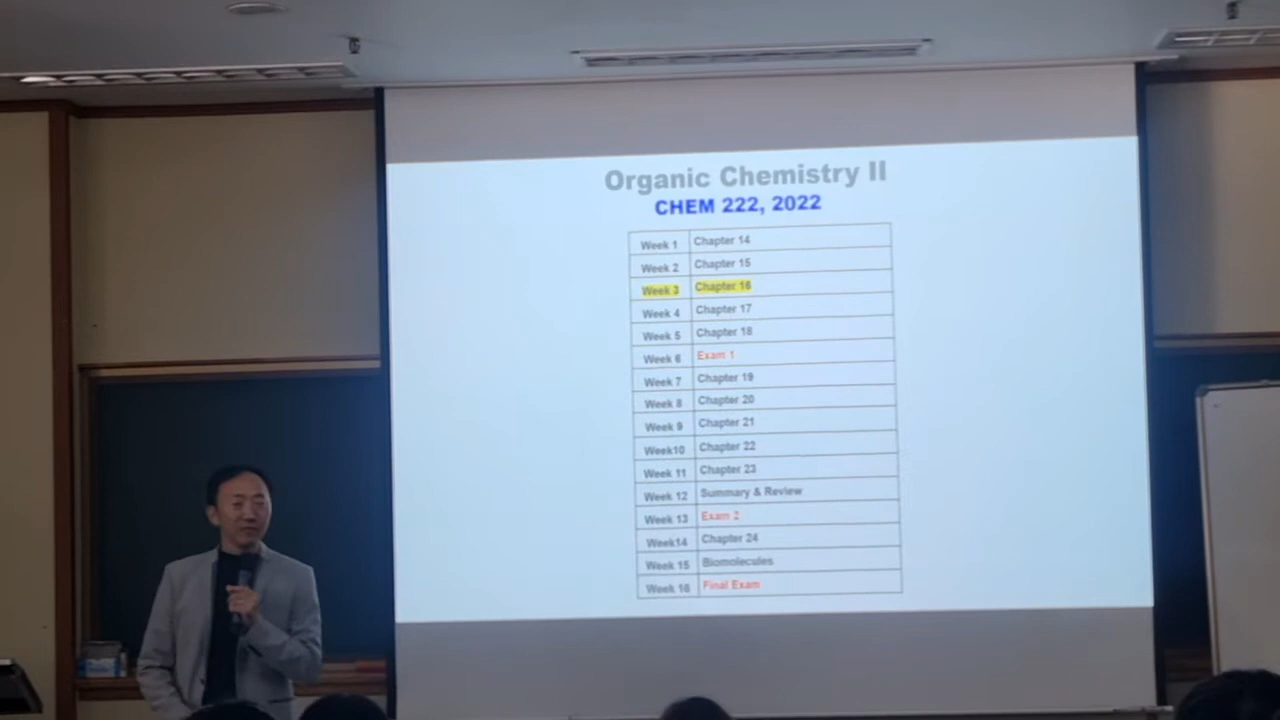 Organic Chemistry II
CHEM 222, 2022
Week 1 Chapter 14
Week 2 Chapter 15
Week 3 Chapter 16
Week 4 Chapter 17
Week 5 Chapter 18
Week 6 Exam 1
Week 7 Chapter 19
Week 8 Chapter 20
Week 9 Chapter 21
Week10 Chapter 22
Week 11 Chapter 23
Week 12 Summary & Review
Week 13 Exam 2
Week14 Chapter 24
Week 15 Biomolecules
Week 16 Final Exam